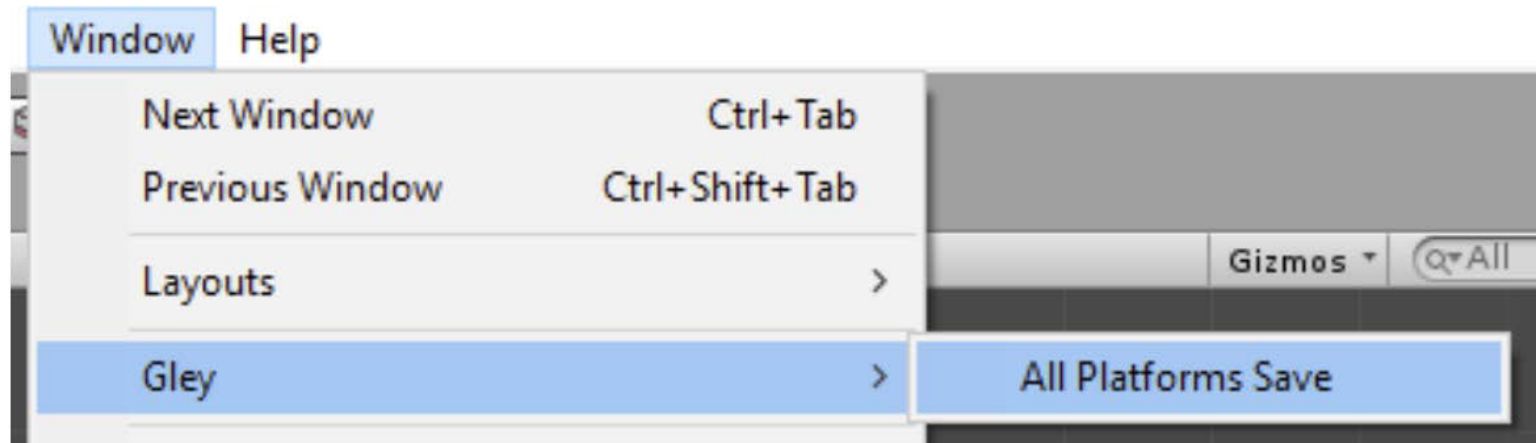 Window Help
Next Window Ctrl+Tab
Previous Window Ctrl+Shift+Tab
Gizmos All
Layouts
Gley All Platforms Save